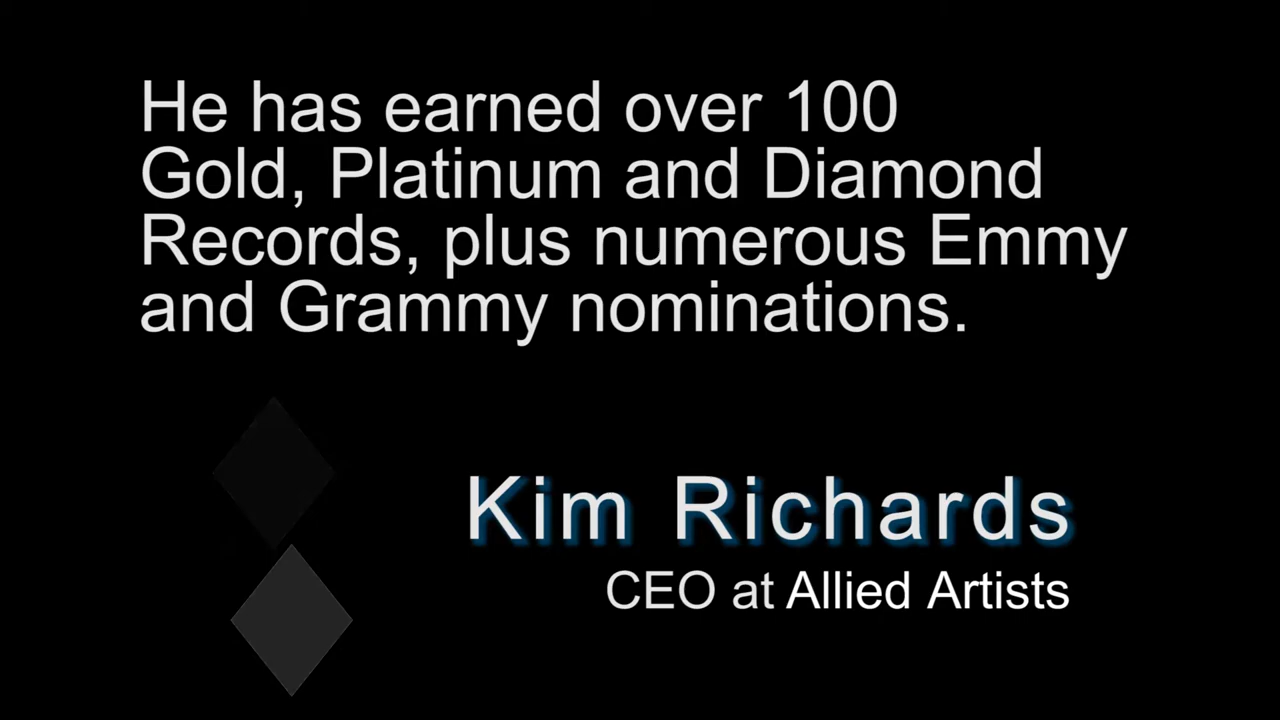 He has earned over 100
Gold, Platinum and Diamond
Records, plus numerous Emmy
and Grammy nominations.
Kim Richards
CEO at Allied Artists